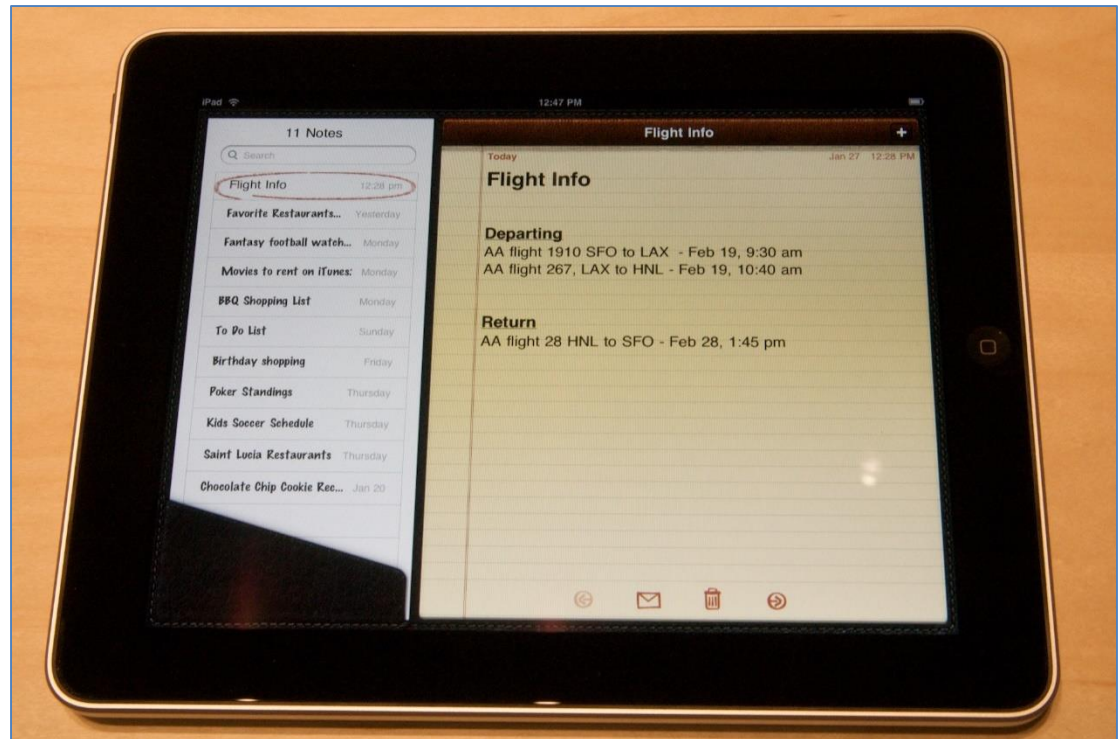 iPad 12:47 PM
11 Notes
Search
Flight Info 12:28 pm
Favorite Restaurants... Yesterday
Fantasy football watch... Monday
Movies to rent on iTunes: Monday
BBQ Shopping List Monday
To Do List Sunday
Birthday shopping Friday
Poker Standings Thursday
Kids Soccer Schedule Thursday
Saint Lucia Restaurants Thursday
Chocolate Chip Cookie Rec... Jan 20
Flight Info +
Today Jan 27 12:28 PM
Flight Info
Departing
AA flight 1910 SFO to LAX - Feb 19, 9:30 am
AA flight 267, LAX to HNL - Feb 19, 10:40 am
Return
AA flight 28 HNL to SFO - Feb 28, 1:45 pm